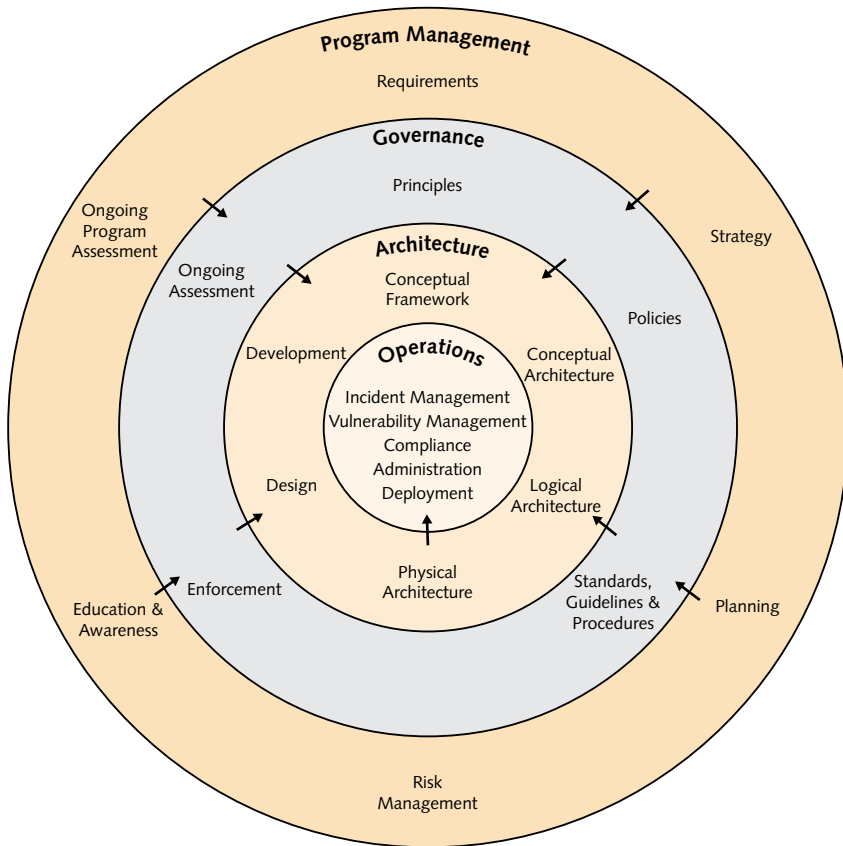 Program Management
Requirements
Ongoing
Program
Assessment
Strategy
Education &
Awareness
Planning
Risk
Management
Governance
Principles
Ongoing
Assessment
Policies
Enforcement
Standards,
Guidelines &
Procedures
Architecture
Conceptual
Framework
Development
Conceptual
Architecture
Design
Logical
Architecture
Physical
Architecture
Operations
Incident Management
Vulnerability Management
Compliance
Administration
Deployment